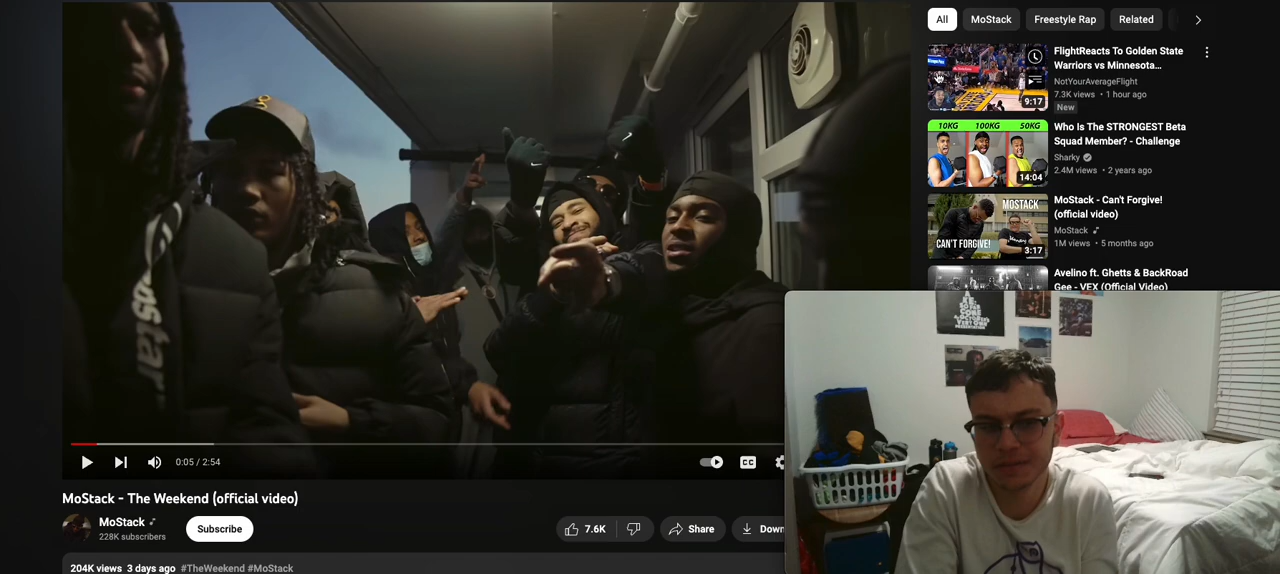 All
MoStack
Freestyle Rap
Related
FlightReacts To Golden State
Warriors vs Minnesota...
NotYourAverageFlight
7.3K views • 1 hour ago
New
9:17
10KG 100KG 50KG
14:04
Who Is The STRONGEST Beta
Squad Member? - Challenge
Sharky
2.4M views • 2 years ago
MOSTACK
CAN'T FORGIVE!
3:17
MoStack - Can't Forgive!
(official video)
MoStack
1M views • 5 months ago
Avelino ft. Ghetts & BackRoad
Gee - VEX (Official Video)
0:05 / 2:54
CC
MoStack - The Weekend (official video)
MoStack
228K subscribers
Subscribe
7.6K
Share
Down
204K views 3 days ago #TheWeekend #MoStack